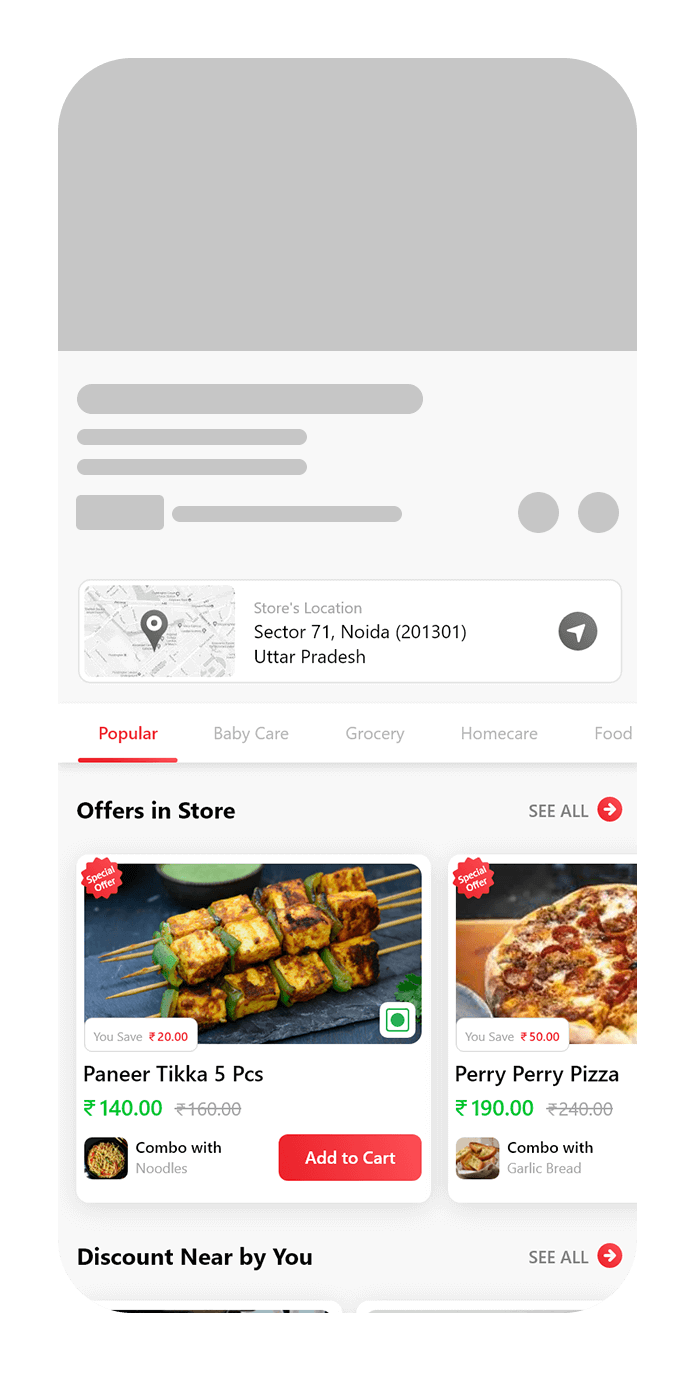 Store's Location
Sector 71, Noida (201301)
Uttar Pradesh
Popular Baby Care Grocery Homecare Food
Offers in Store SEE ALL
Special
Offer
Special
Offer
You Save ₹20.00
You Save ₹50.00
Paneer Tikka 5 Pcs
₹140.00 ₹160.00
Combo with
Noodles
Add to Cart
Perry Perry Pizza
₹190.00 ₹240.00
Combo with
Garlic Bread
Discount Near by You SEE ALL